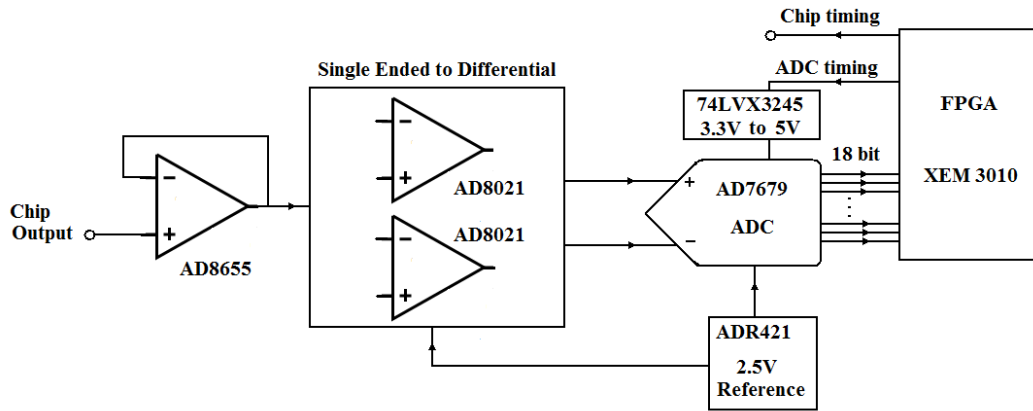 Chip timing
Single Ended to Differential
ADC timing
74LVX3245
3.3V to 5V
FPGA
XEM 3010
18 bit
−
+
AD8021
−
+
AD8021
−
+
AD8655
Chip
Output
+
−
AD7679
ADC
ADR421
2.5V
Reference